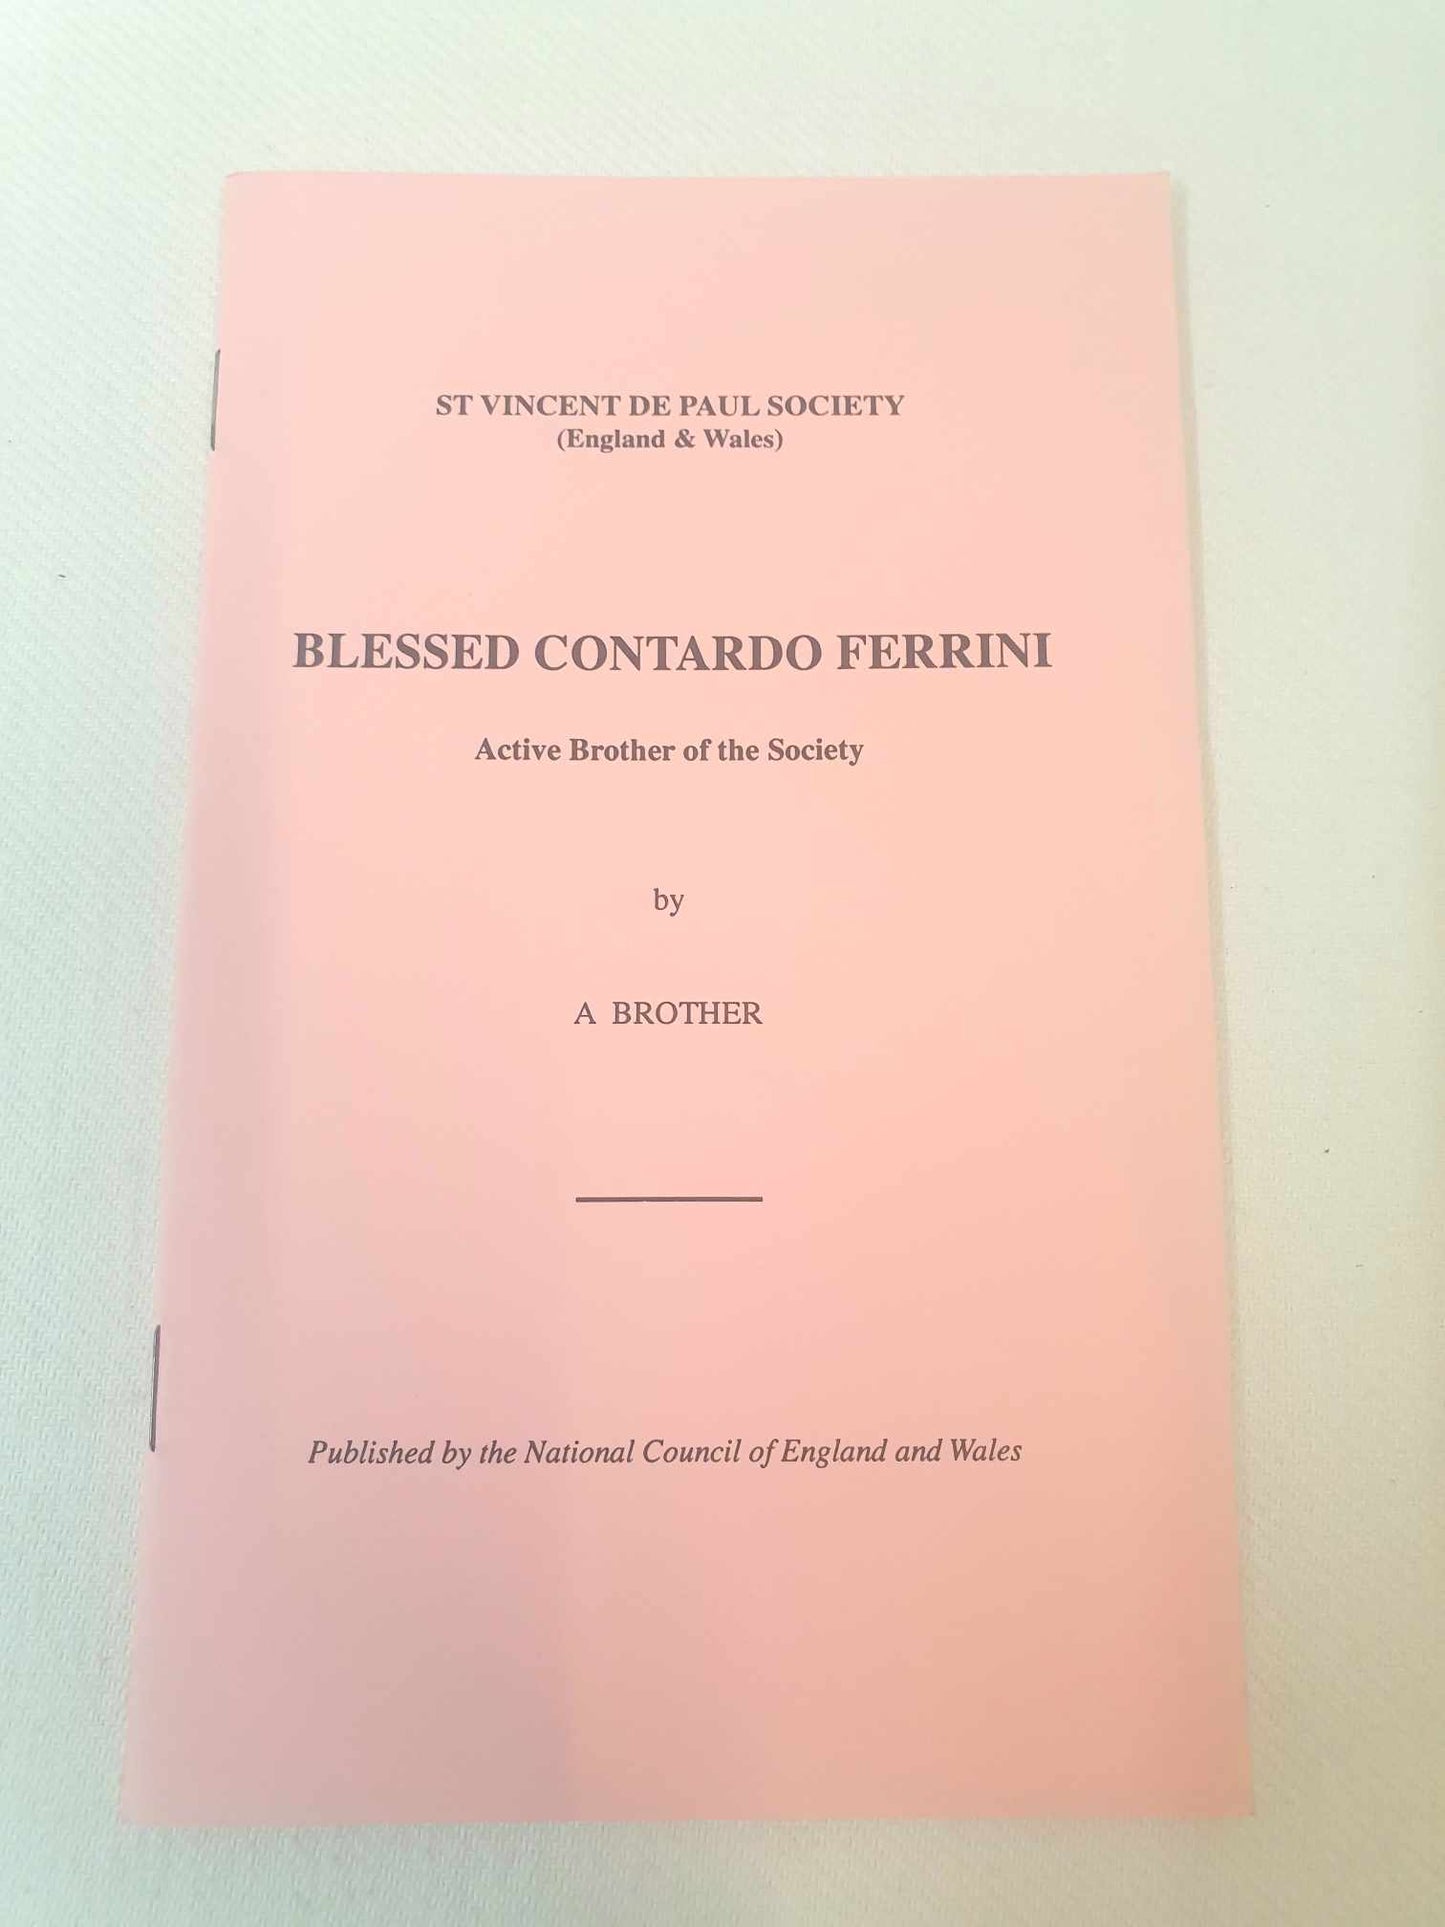 ST VINCENT DE PAUL SOCIETY
(England & Wales)
BLESSED CONTARDO FERRINI
Active Brother of the Society
by
A BROTHER
Published by the National Council of England and Wales